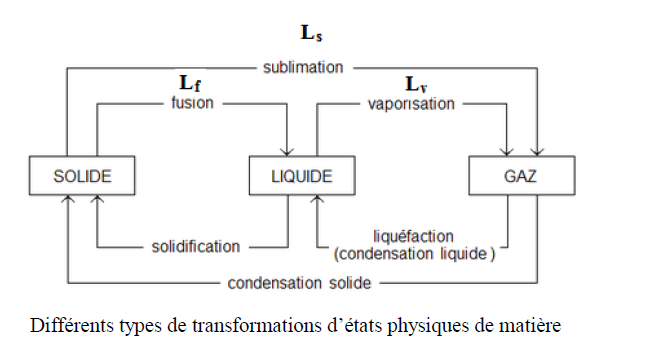 Ls
sublimation
Lf
Lv
fusion
vaporisation
SOLIDE
LIQUIDE
GAZ
solidification
liquéfaction
(condensation liquide)
condensation solide
Différents types de transformations d’états physiques de matière